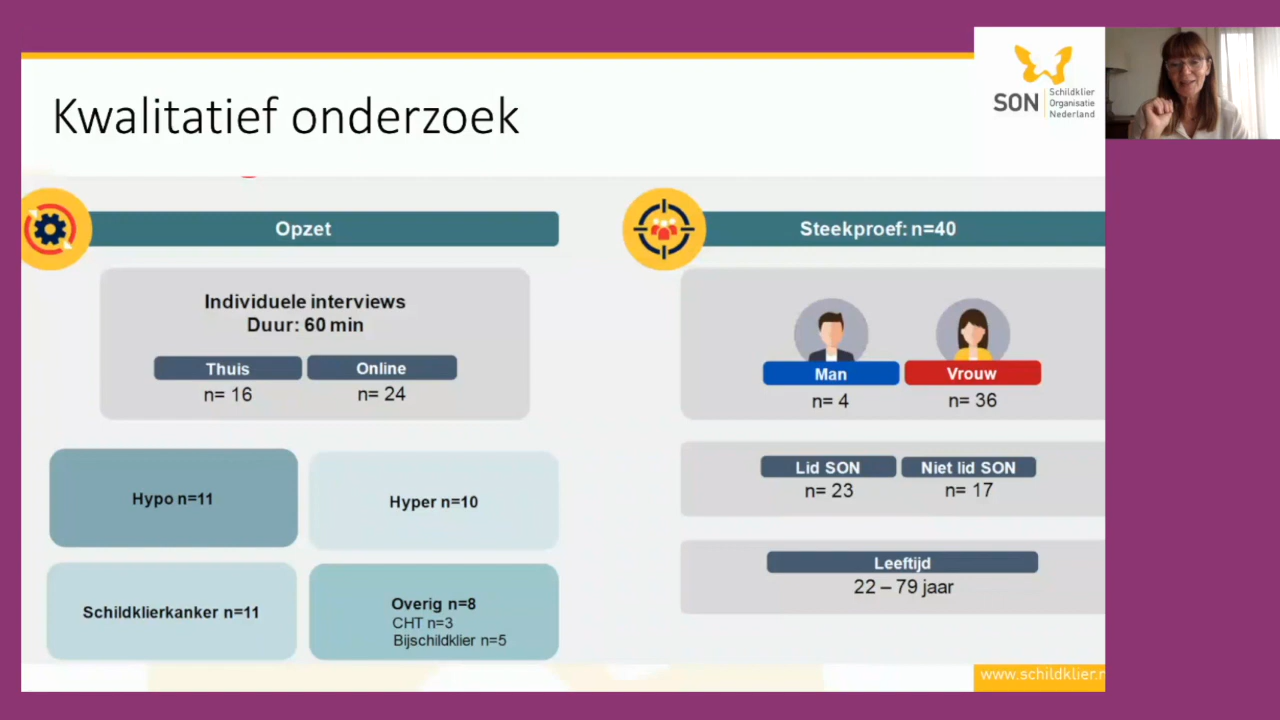 Kwalitatief onderzoek
SON
Schildklier
Organisatie
Nederland
Opzet
Individuele interviews
Duur: 60 min
Thuis
Online
n= 16
n= 24
Hypo n=11
Hyper n=10
Schildklierkanker n=11
Overig n=8
CHT n=3
Bijschildklier n=5
Steekproef: n=40
Man
Vrouw
n= 4
n= 36
Lid SON
Niet lid SON
n= 23
n= 17
Leeftijd
22 – 79 jaar
www.schildklier.n